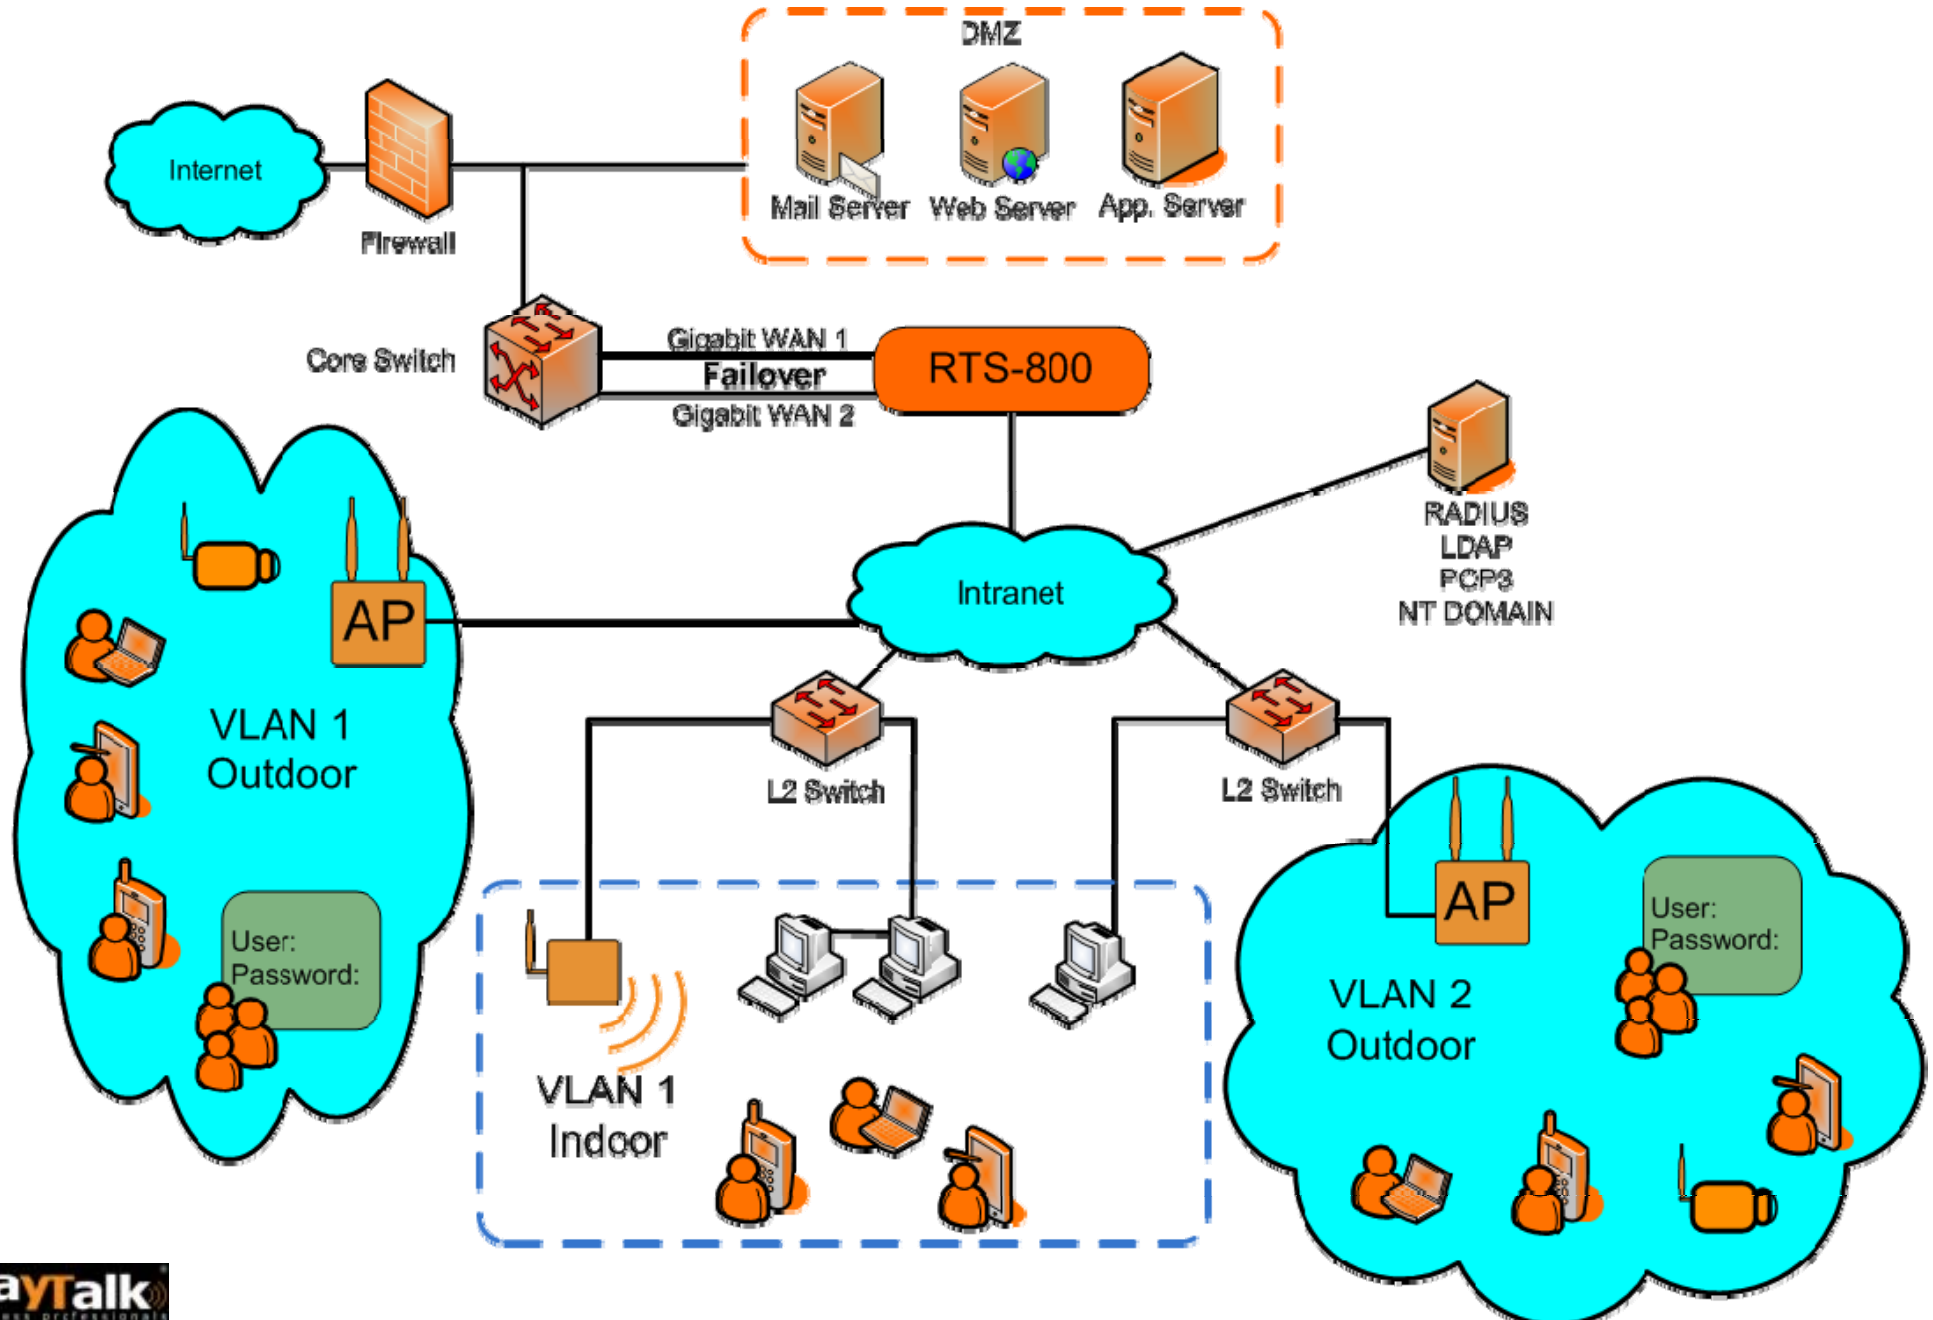 DMZ
Internet
Mail Server
Web Server
App. Server
Firewall
Core Switch
Gigabit WAN 1
Failover
Gigabit WAN 2
RTS-800
RADIUS
LDAP
POP3
NT DOMAIN
Intranet
AP
VLAN 1
Outdoor
L2 Switch
L2 Switch
User:
Password:
AP
User:
Password:
VLAN 2
Outdoor
VLAN 1
Indoor
ayTalk
ess professionals